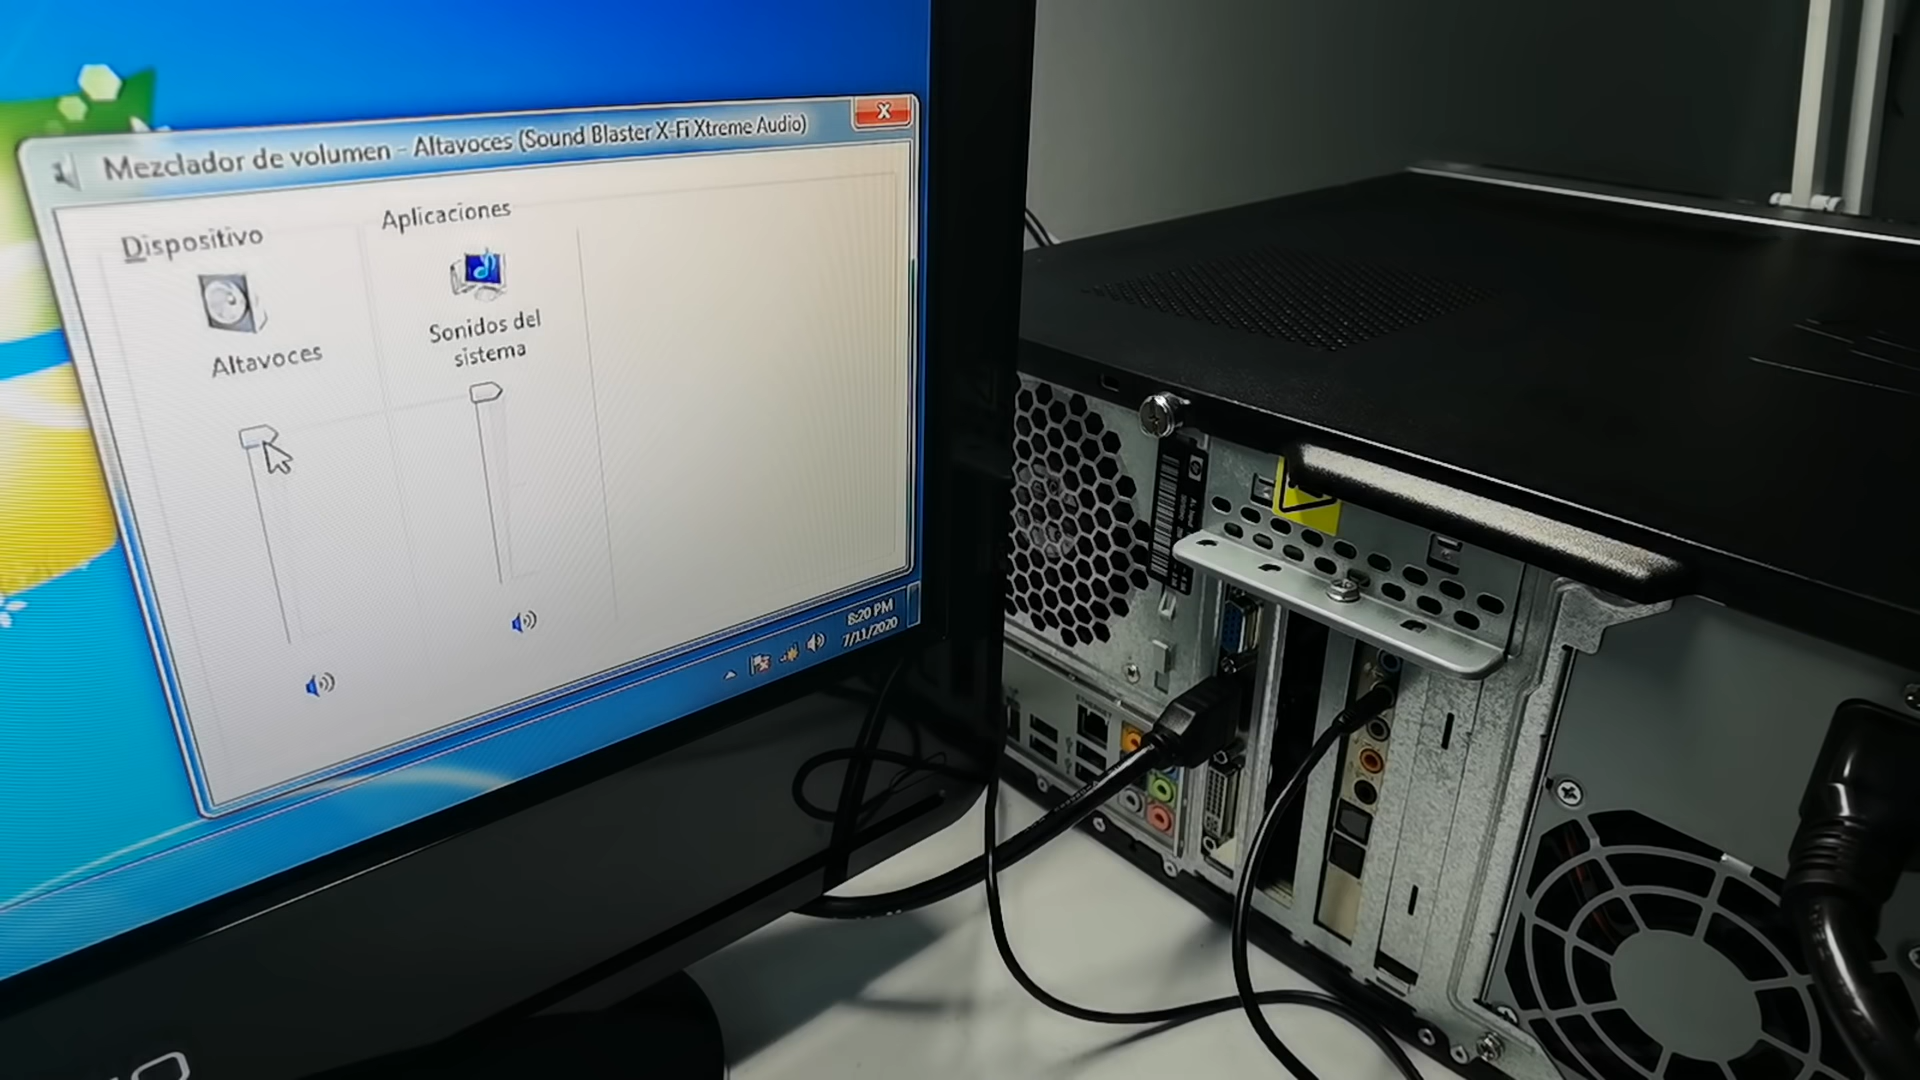 Mezclador de volumen - Altavoces (Sound Blaster X-Fi Xtreme Audio)
Dispositivo
Aplicaciones
Altavoces
Sonidos del
sistema
8:20 PM
7/11/2020